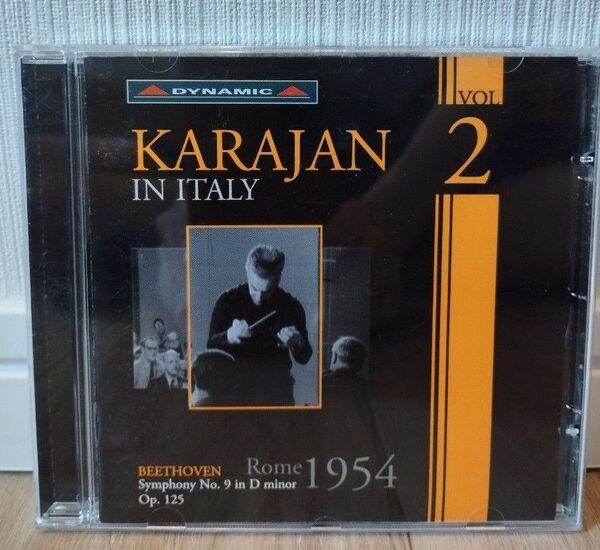 DYNAMIC
VOL
2
KARAJAN
IN ITALY
BEETHOVEN
Symphony No. 9 in D minor
Op. 125
Rome 1954